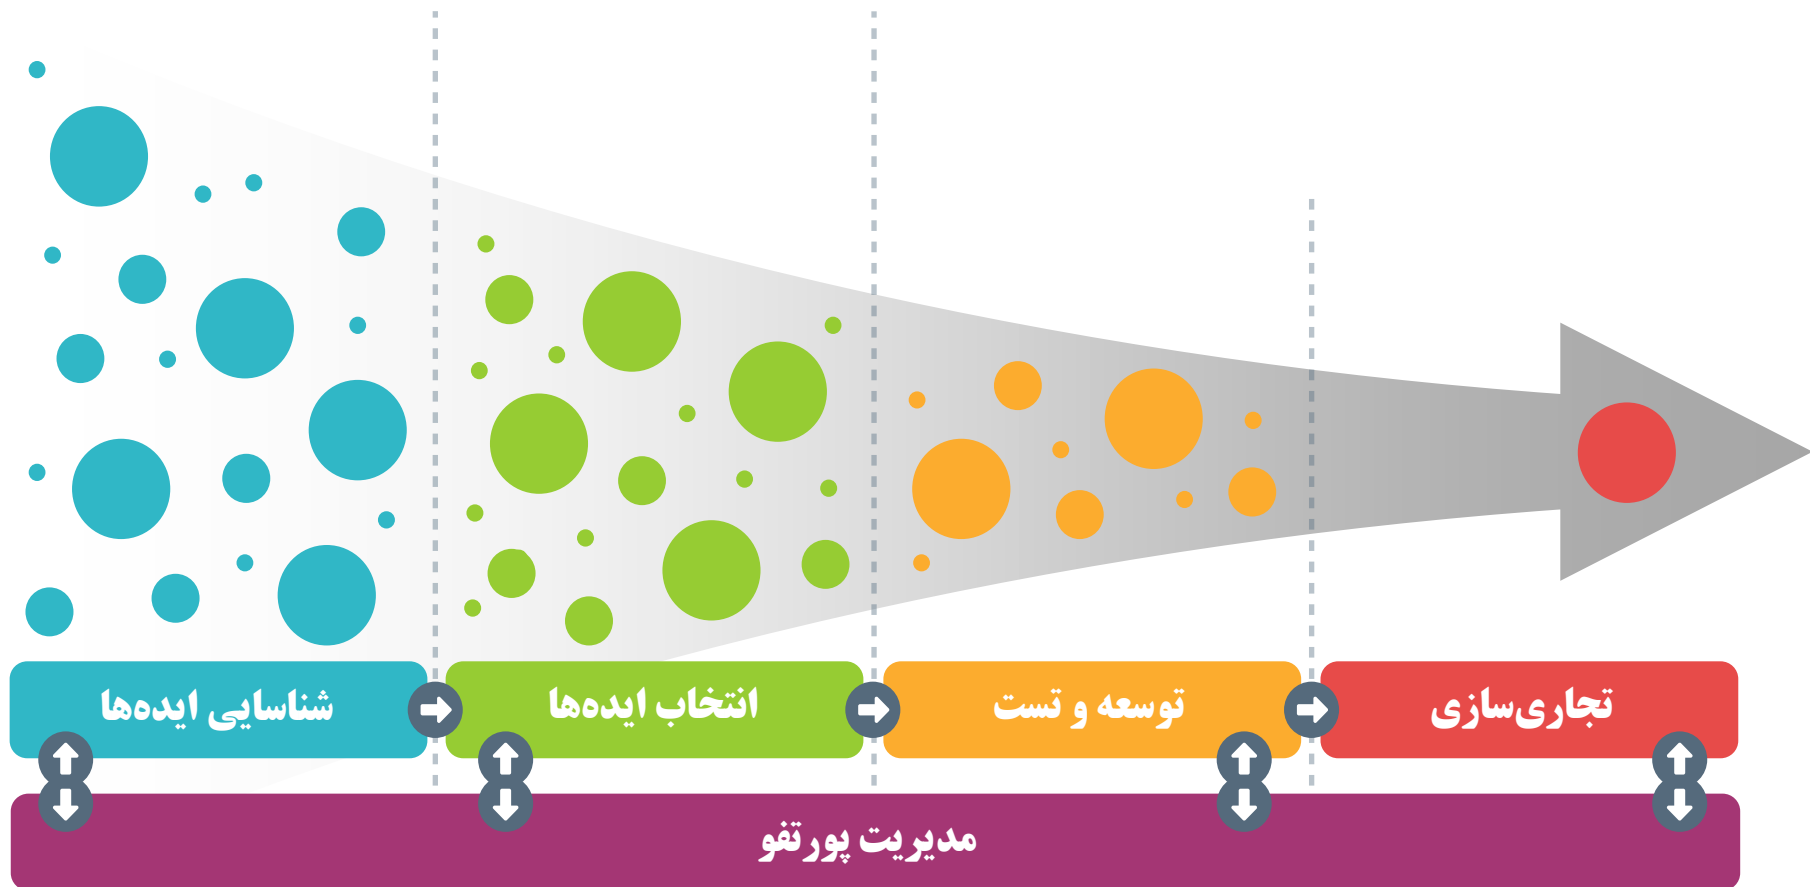 شناسایی ایده‌ها
انتخاب ایده‌ها
توسعه و تست
تجاری‌سازی
مدیریت پورتفو